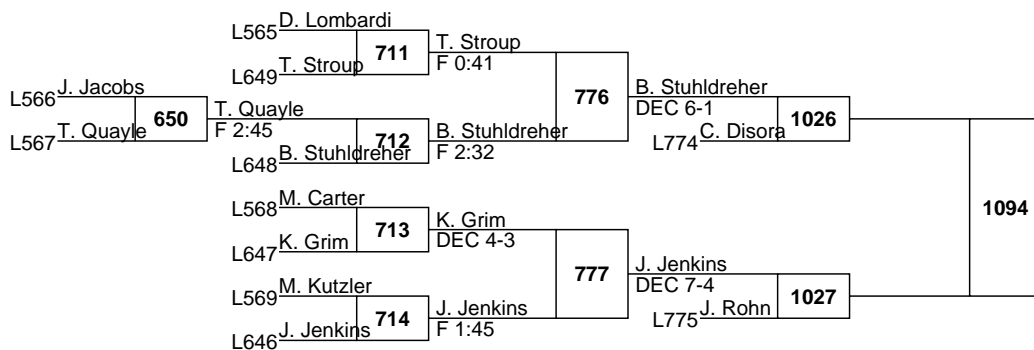 L565 D. Lombardi
711
T. Stroup
F 0:41
L649 T. Stroup
L566 J. Jacobs
650
T. Quayle
F 2:45
L567 T. Quayle
712
B. Stuhldreher
F 2:32
L648 B. Stuhldreher
776
B. Stuhldreher
DEC 6-1
1026
L774 C. Disora
L568 M. Carter
713
K. Grim
DEC 4-3
L647 K. Grim
1094
777
J. Jenkins
DEC 7-4
1027
L775 J. Rohn
L569 M. Kutzler
714
J. Jenkins
F 1:45
L646 J. Jenkins